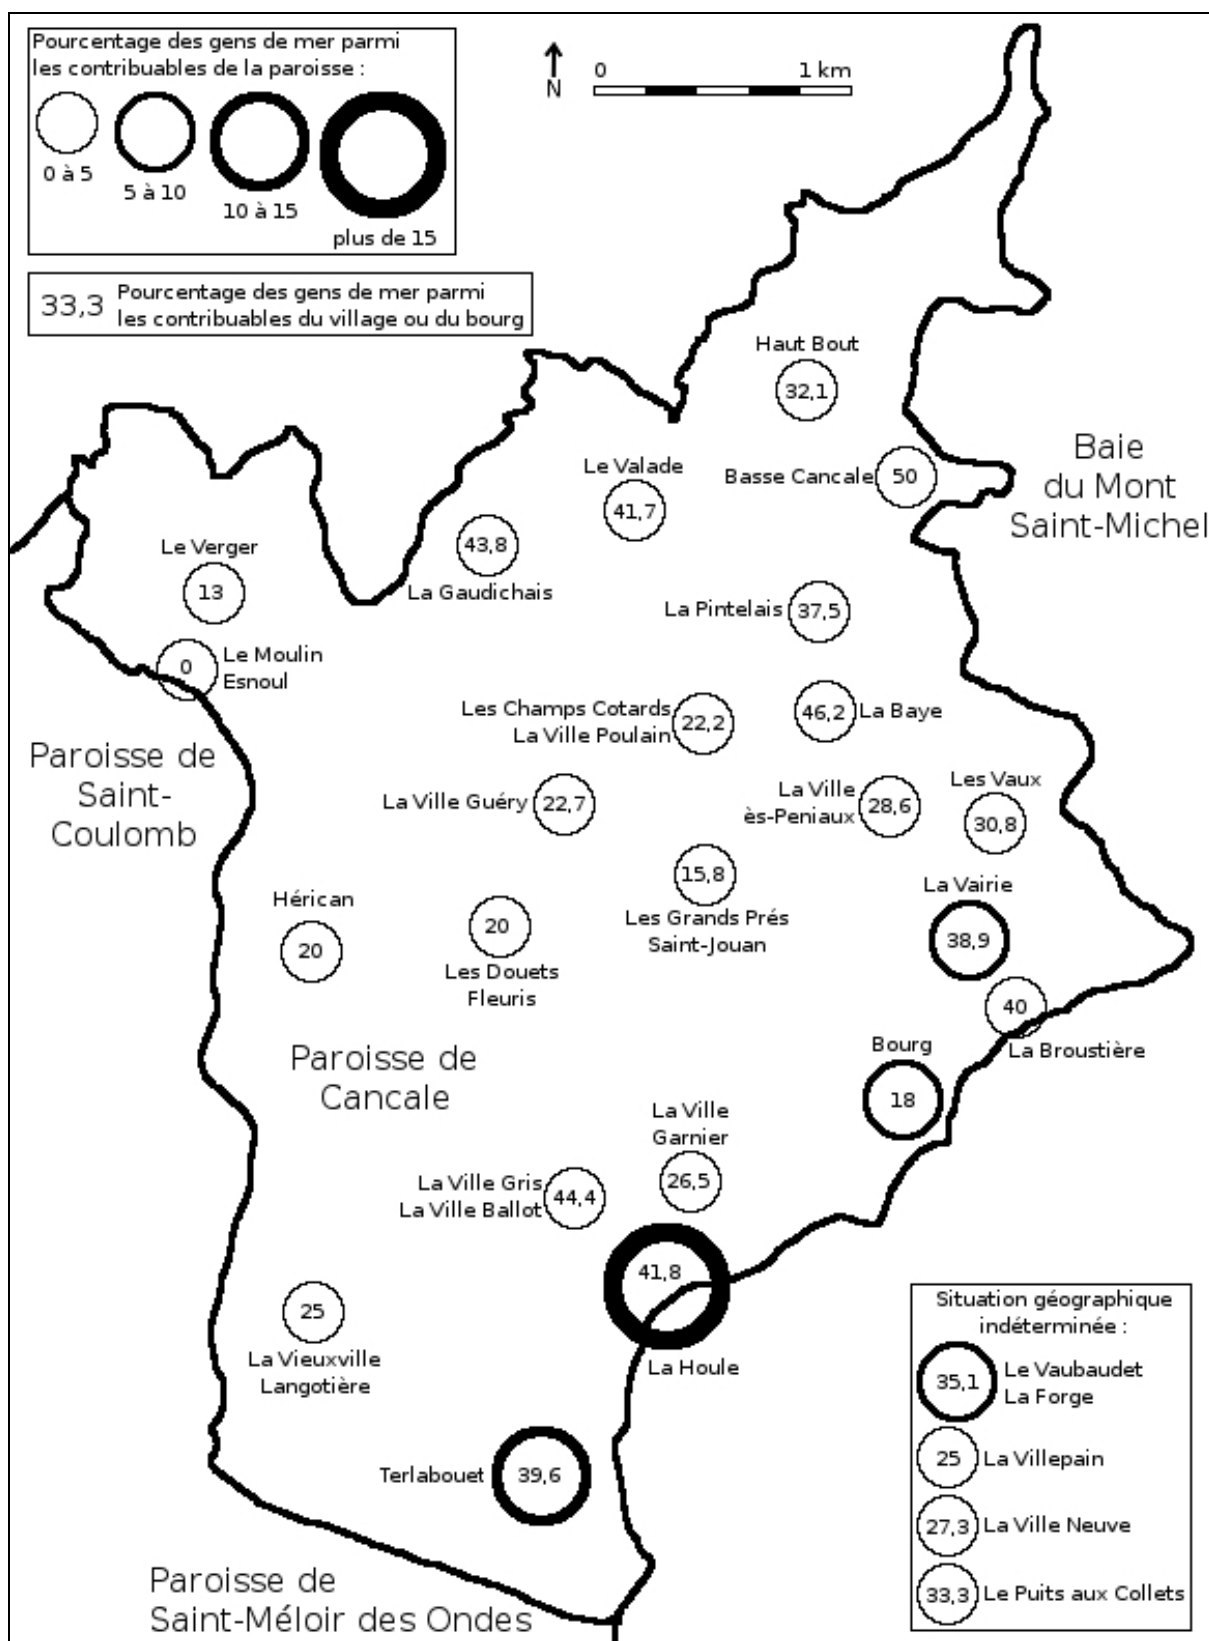 Pourcentage des gens de mer parmi
les contribuables de la paroisse :
0 à 5
5 à 10
10 à 15
plus de 15
33,3
Pourcentage des gens de mer parmi
les contribuables du village ou du bourg
N
0
1 km
Haut Bout
32,1
Baie
du Mont
Saint-Michel
Basse Cancale
50
Le Valade
41,7
43,8
La Gaudichais
Le Verger
13
0
Le Moulin
Esnoul
La Pintelais
37,5
Les Champs Cotards
La Ville Poulain
22,2
46,2
La Baye
Paroisse de
Saint-
Coulomb
La Ville Guéry
22,7
La Ville
ès-Peniaux
28,6
Les Vaux
30,8
15,8
Les Grands Prés
Saint-Jouan
La Vairie
38,9
Hérican
20
20
Les Douets
Fleuris
40
La Broustière
Paroisse de
Cancale
Bourg
18
La Ville
Garnier
26,5
La Ville Gris
La Ville Ballot
44,4
41,8
La Houle
25
La Vieuxville
Langotière
Terlabouet
39,6
Situation géographique
indéterminée :
35,1
Le Vaubaudet
La Forge
25
La Villepain
27,3
La Ville Neuve
33,3
Le Puits aux Collets
Paroisse de
Saint-Méloir des Ondes